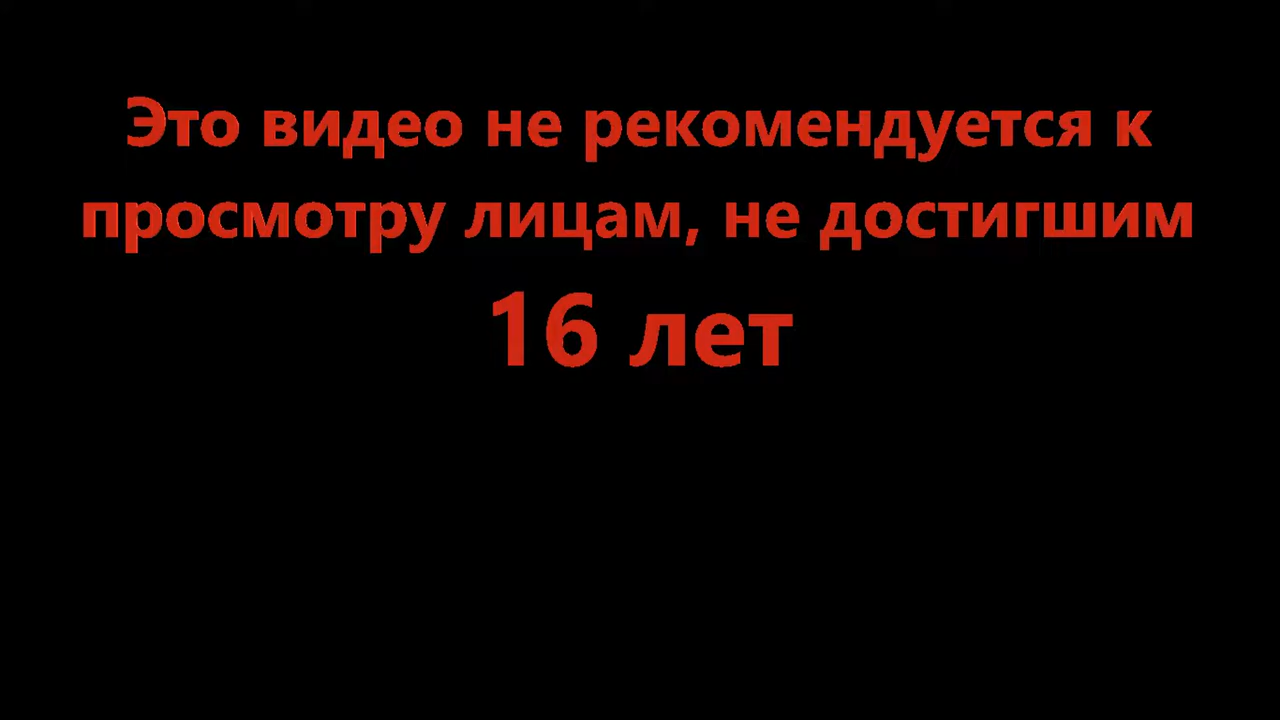 Это видео не рекомендуется к
просмотру лицам, не достигшим
16 лет